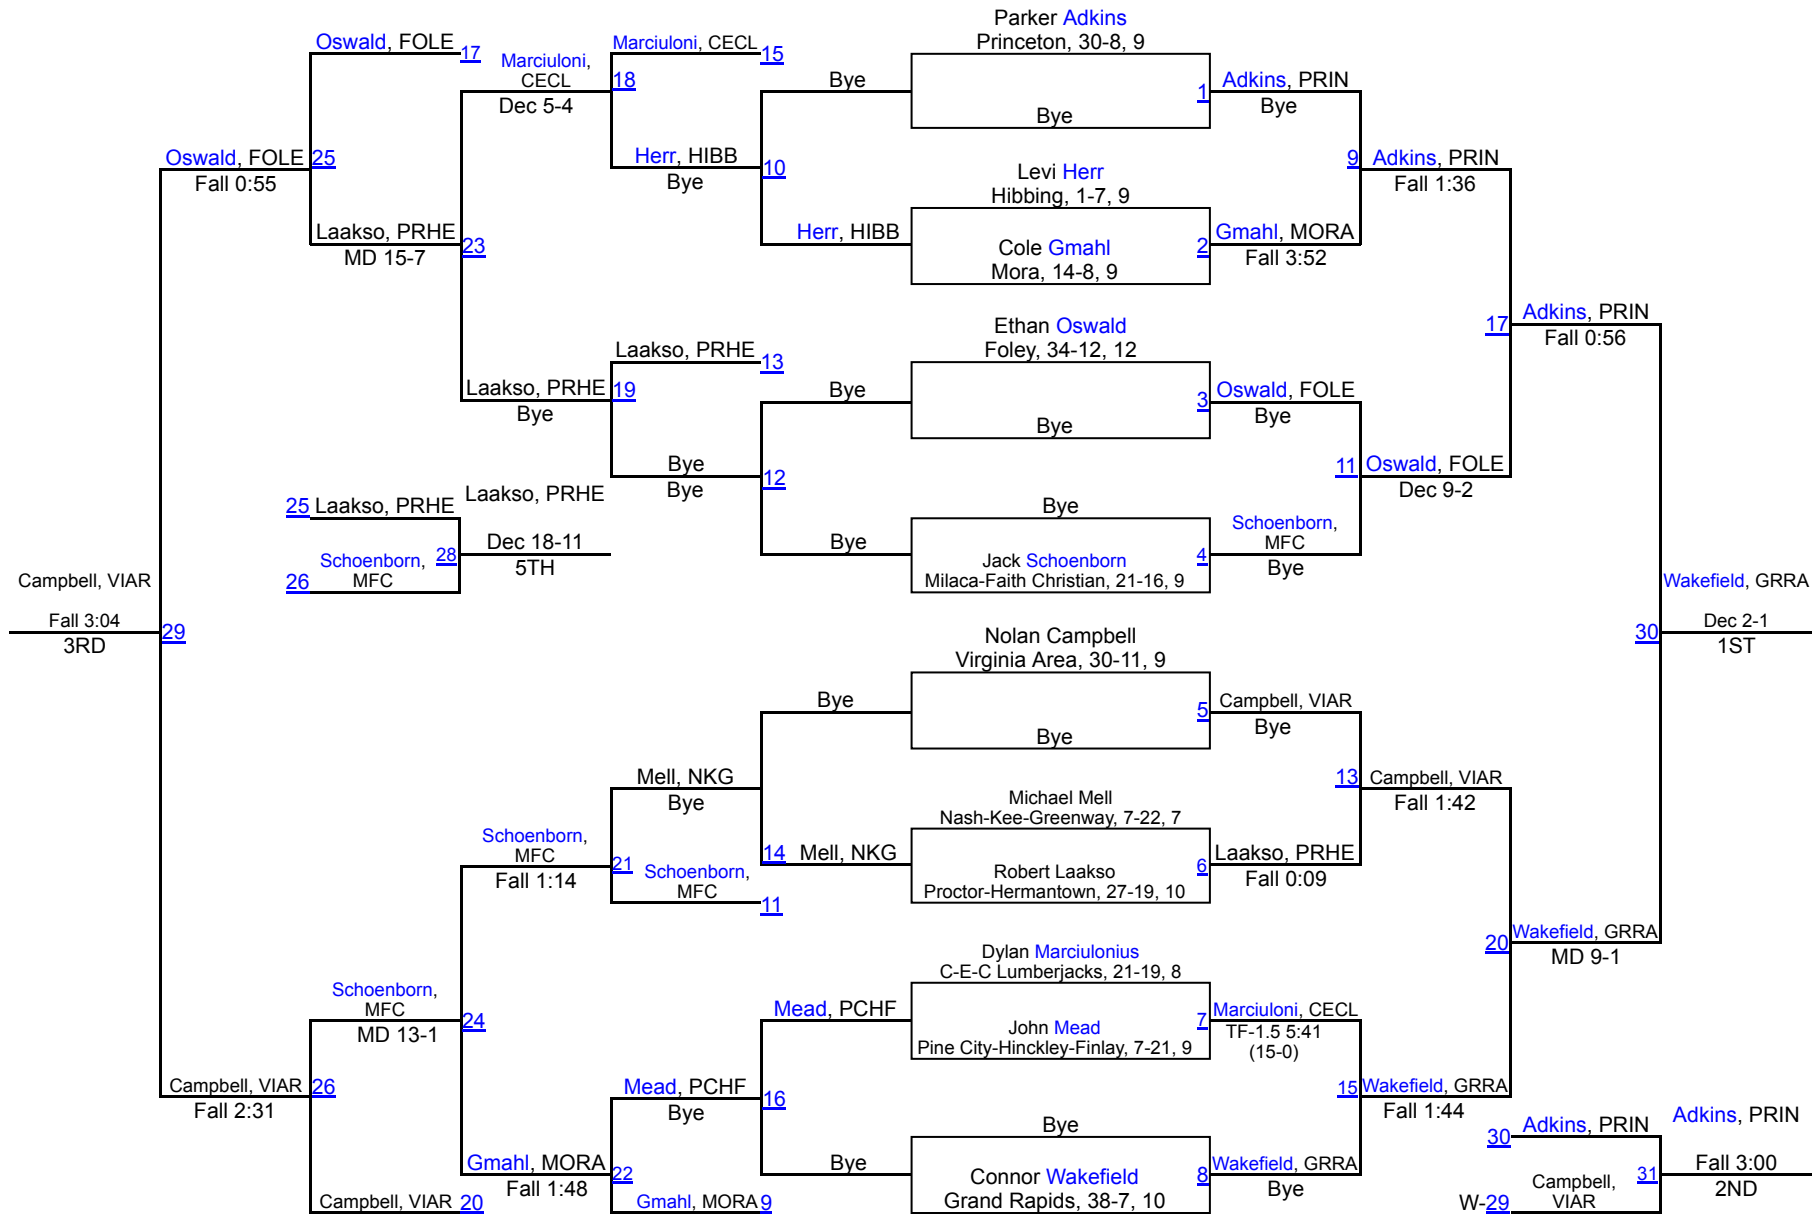 Parker Adkins
Princeton, 30-8, 9
Bye
Levi Herr
Hibbing, 1-7, 9
Cole Gmahl
Mora, 14-8, 9
Ethan Oswald
Foley, 34-12, 12
Bye
Bye
Jack Schoenborn
Milaca-Faith Christian, 21-16, 9
Nolan Campbell
Virginia Area, 30-11, 9
Bye
Michael Mell
Nash-Kee-Greenway, 7-22, 7
Robert Laakso
Proctor-Hermantown, 27-19, 10
Dylan Marciulonius
C-E-C Lumberjacks, 21-19, 8
John Mead
Pine City-Hinckley-Finlay, 7-21, 9
Bye
Connor Wakefield
Grand Rapids, 38-7, 10
1
Adkins, PRIN
Bye
2
Gmahl, MORA
Fall 3:52
3
Oswald, FOLE
Bye
4
Schoenborn,
MFC
Bye
5
Campbell, VIAR
Bye
6
Laakso, PRHE
Fall 0:09
7
Marciuloni, CECL
TF-1.5 5:41
(15-0)
8
Wakefield, GRRA
Bye
9
Adkins, PRIN
Fall 1:36
11
Oswald, FOLE
Dec 9-2
13
Campbell, VIAR
Fall 1:42
15
Wakefield, GRRA
Fall 1:44
17
Adkins, PRIN
Fall 0:56
20
Wakefield, GRRA
MD 9-1
30
Wakefield, GRRA
Dec 2-1
1ST
30
Adkins, PRIN
W-29
Campbell,
VIAR
31
Adkins, PRIN
Fall 3:00
2ND
Bye
Herr, HIBB
10
Bye
Bye
12
Bye
Mell, NKG
14
Mead, PCHF
Bye
16
Marciuloni, CECL
15
Herr, HIBB
Bye
18
Laakso, PRHE
13
Bye
Bye
19
Mell, NKG
Bye
21
Schoenborn,
MFC
11
Mead, PCHF
Bye
22
Gmahl, MORA
9
Marciuloni,
CECL
Dec 5-4
Laakso, PRHE
Bye
23
Schoenborn,
MFC
Fall 1:14
Gmahl, MORA
Fall 1:48
24
Oswald, FOLE
17
Laakso, PRHE
MD 15-7
25
Schoenborn,
MFC
MD 13-1
26
Campbell, VIAR
20
Oswald, FOLE
Fall 0:55
Campbell, VIAR
Fall 2:31
29
Campbell, VIAR
Fall 3:04
3RD
25
Laakso, PRHE
26
Schoenborn,
MFC
28
Laakso, PRHE
Dec 18-11
5TH